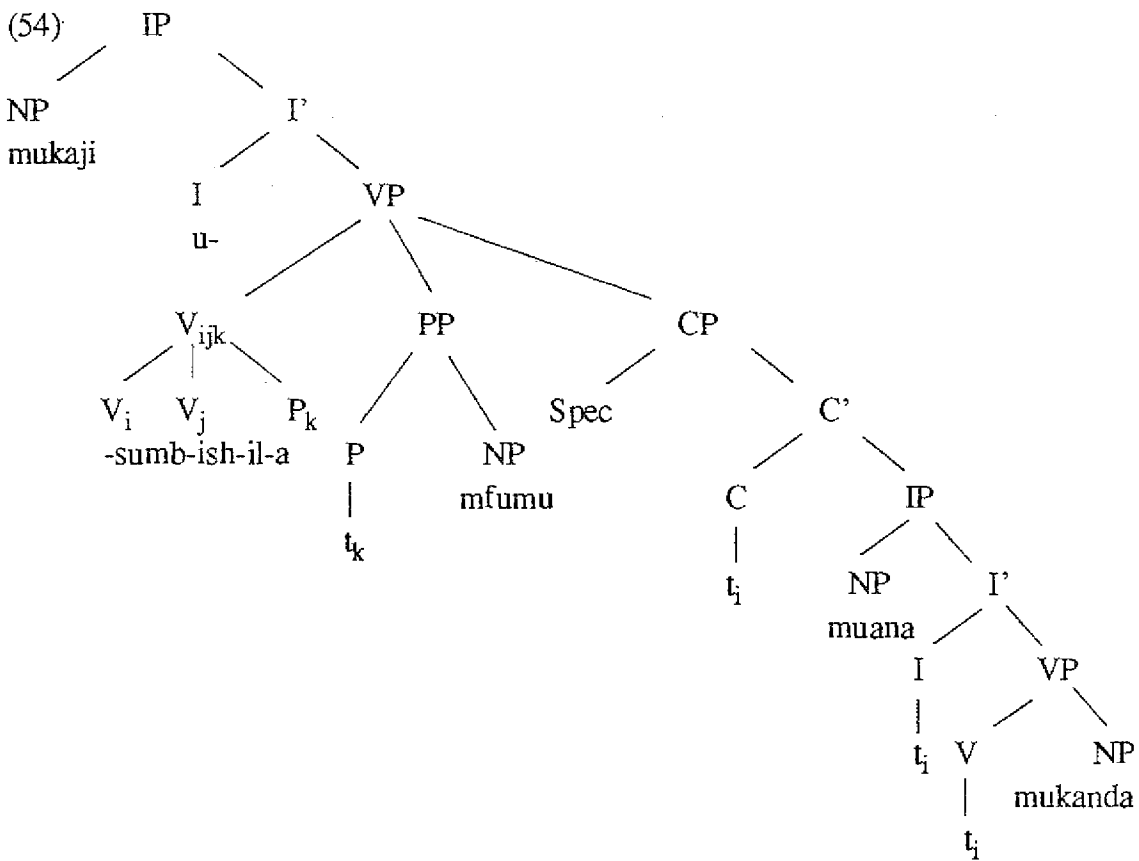 (54) IP
NP I'
mukaji
I VP
u-
V_ijk PP CP
V_i V_j P_k Spec C'
-sumb-ish-il-a P NP
mfumu C IP
t_k
t_i NP I'
muana
I VP
t_i V NP
mukanda
t_i